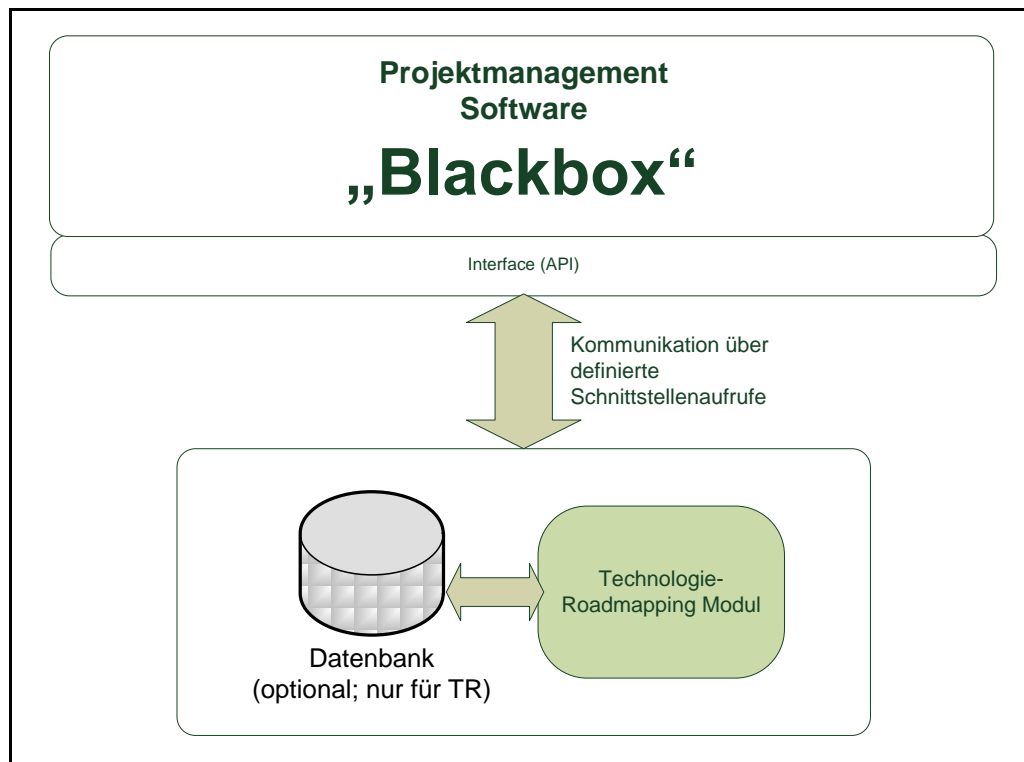 Projektmanagement
Software
„Blackbox“
Interface (API)
Kommunikation über
definierte
Schnittstellenaufrufe
Technologie-
Roadmapping Modul
Datenbank
(optional; nur für TR)